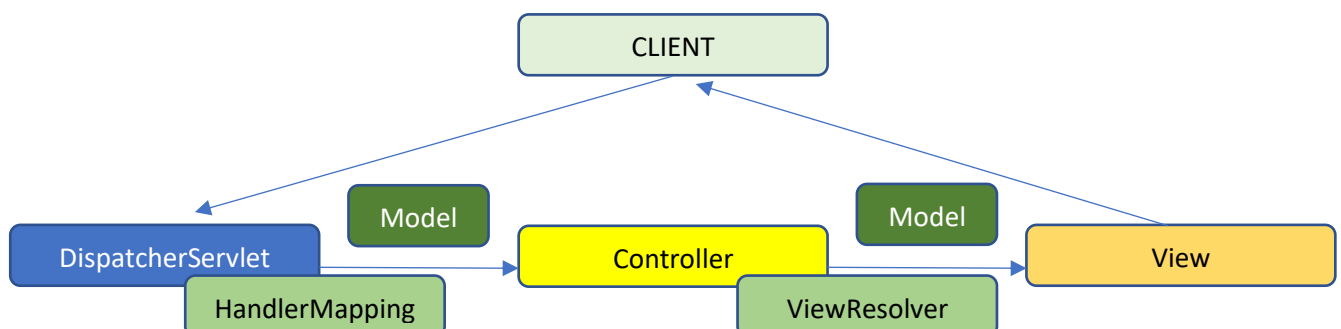 CLIENT
Model
Model
DispatcherServlet
Controller
View
HandlerMapping
ViewResolver